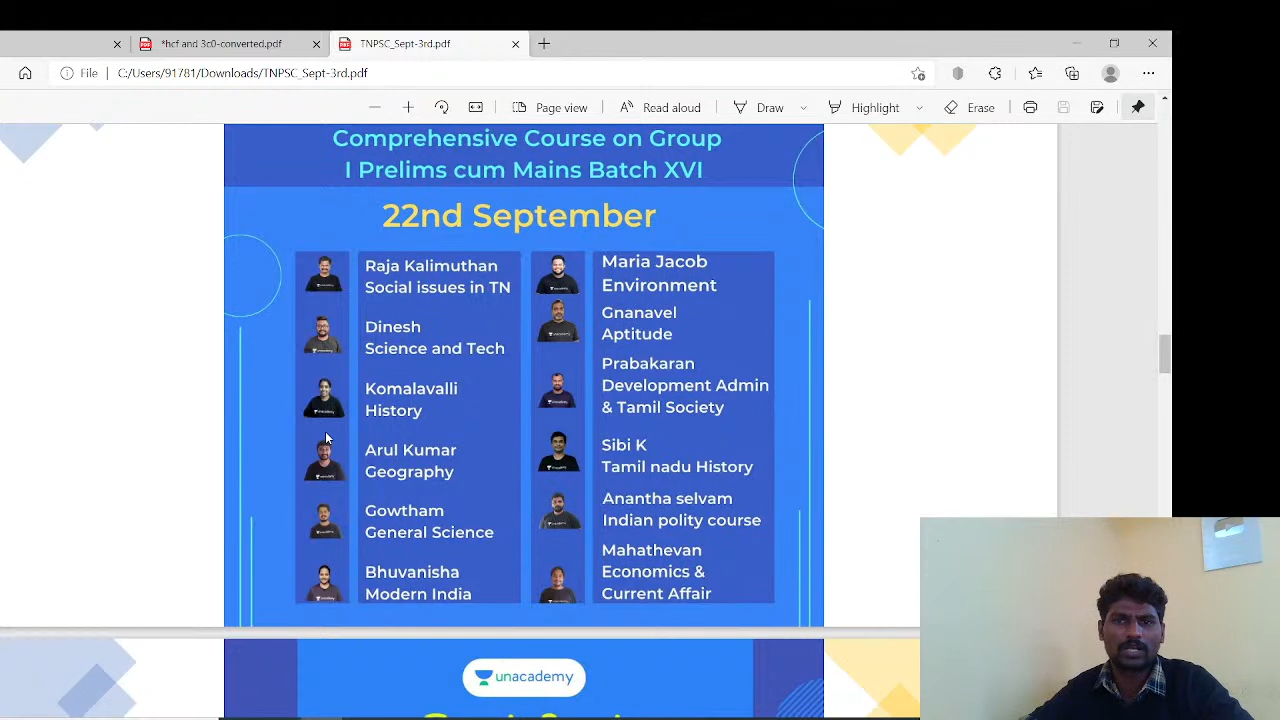 *hcf and 3c0-converted.pdf
TNPSC_Sept-3rd.pdf
File
C:/Users/91781/Downloads/TNPSC_Sept-3rd.pdf
Page view
Read aloud
Draw
Highlight
Erase
Comprehensive Course on Group
I Prelims cum Mains Batch XVI
22nd September
Raja Kalimuthan
Social issues in TN
Dinesh
Science and Tech
Komalavalli
History
Arul Kumar
Geography
Gowtham
General Science
Bhuvanisha
Modern India
Maria Jacob
Environment
Gnanavel
Aptitude
Prabakaran
Development Admin
& Tamil Society
Sibi K
Tamil nadu History
Anantha selvam
Indian polity course
Mahathevan
Economics &
Current Affair
unacademy